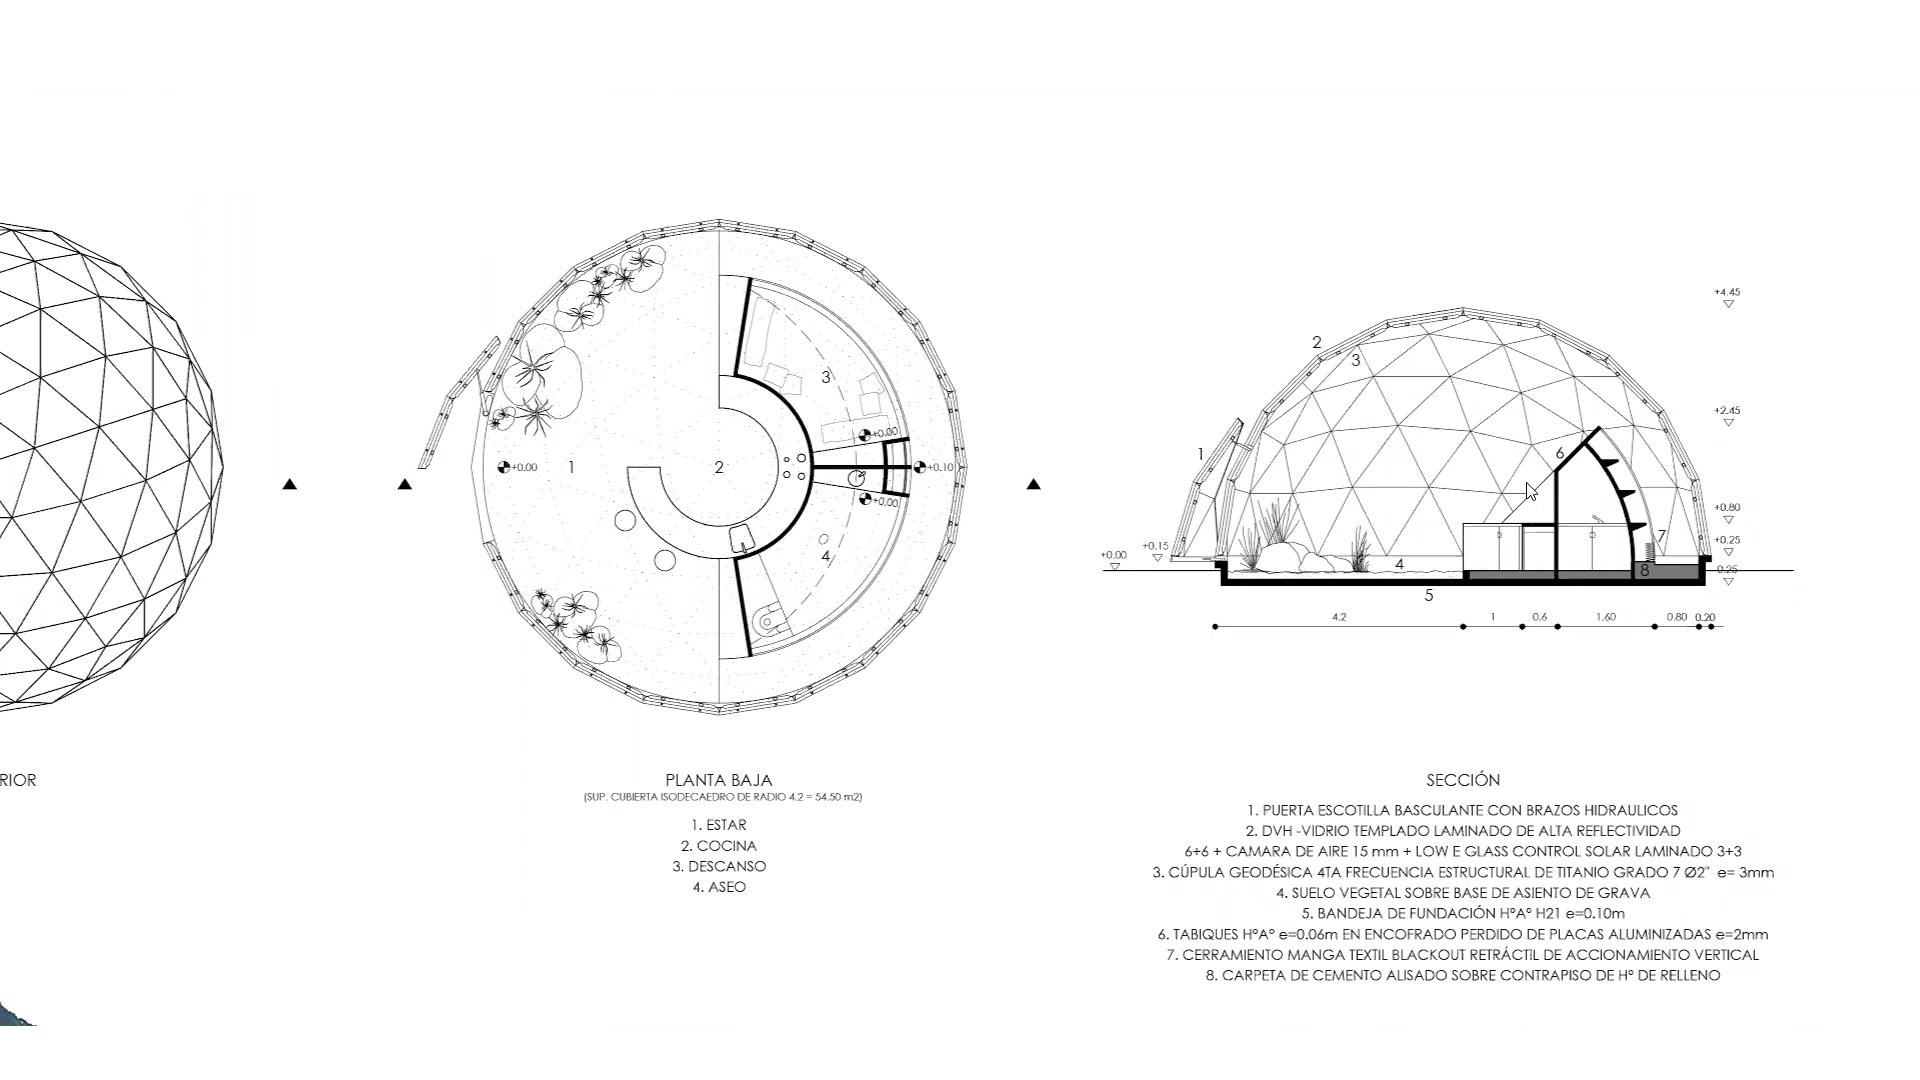 RIOR
1
2
3
4
+0.00
+0.00
+0.00
+0.10
PLANTA BAJA
(SUP. CUBIERTA ISODECAEDRO DE RADIO 4.2 = 54.50 m2)
1. ESTAR
2. COCINA
3. DESCANSO
4. ASEO
+4.45
+2.45
+0.80
+0.25
0.25
+0.00
+0.15
1
2
3
4
5
6
7
8
4.2
1
0.6
1.60
0.80
0.20
SECCIÓN
1. PUERTA ESCOTILLA BASCULANTE CON BRAZOS HIDRAULICOS
2. DVH -VIDRIO TEMPLADO LAMINADO DE ALTA REFLECTIVIDAD
6+6 + CAMARA DE AIRE 15 mm + LOW E GLASS CONTROL SOLAR LAMINADO 3+3
3. CÚPULA GEODÉSICA 4TA FRECUENCIA ESTRUCTURAL DE TITANIO GRADO 7 Ø2" e= 3mm
4. SUELO VEGETAL SOBRE BASE DE ASIENTO DE GRAVA
5. BANDEJA DE FUNDACIÓN HºAº H21 e=0.10m
6. TABIQUES HºAº e=0.06m EN ENCOFRADO PERDIDO DE PLACAS ALUMINIZADAS e=2mm
7. CERRAMIENTO MANGA TEXTIL BLACKOUT RETRÁCTIL DE ACCIONAMIENTO VERTICAL
8. CARPETA DE CEMENTO ALISADO SOBRE CONTRAPISO DE Hº DE RELLENO